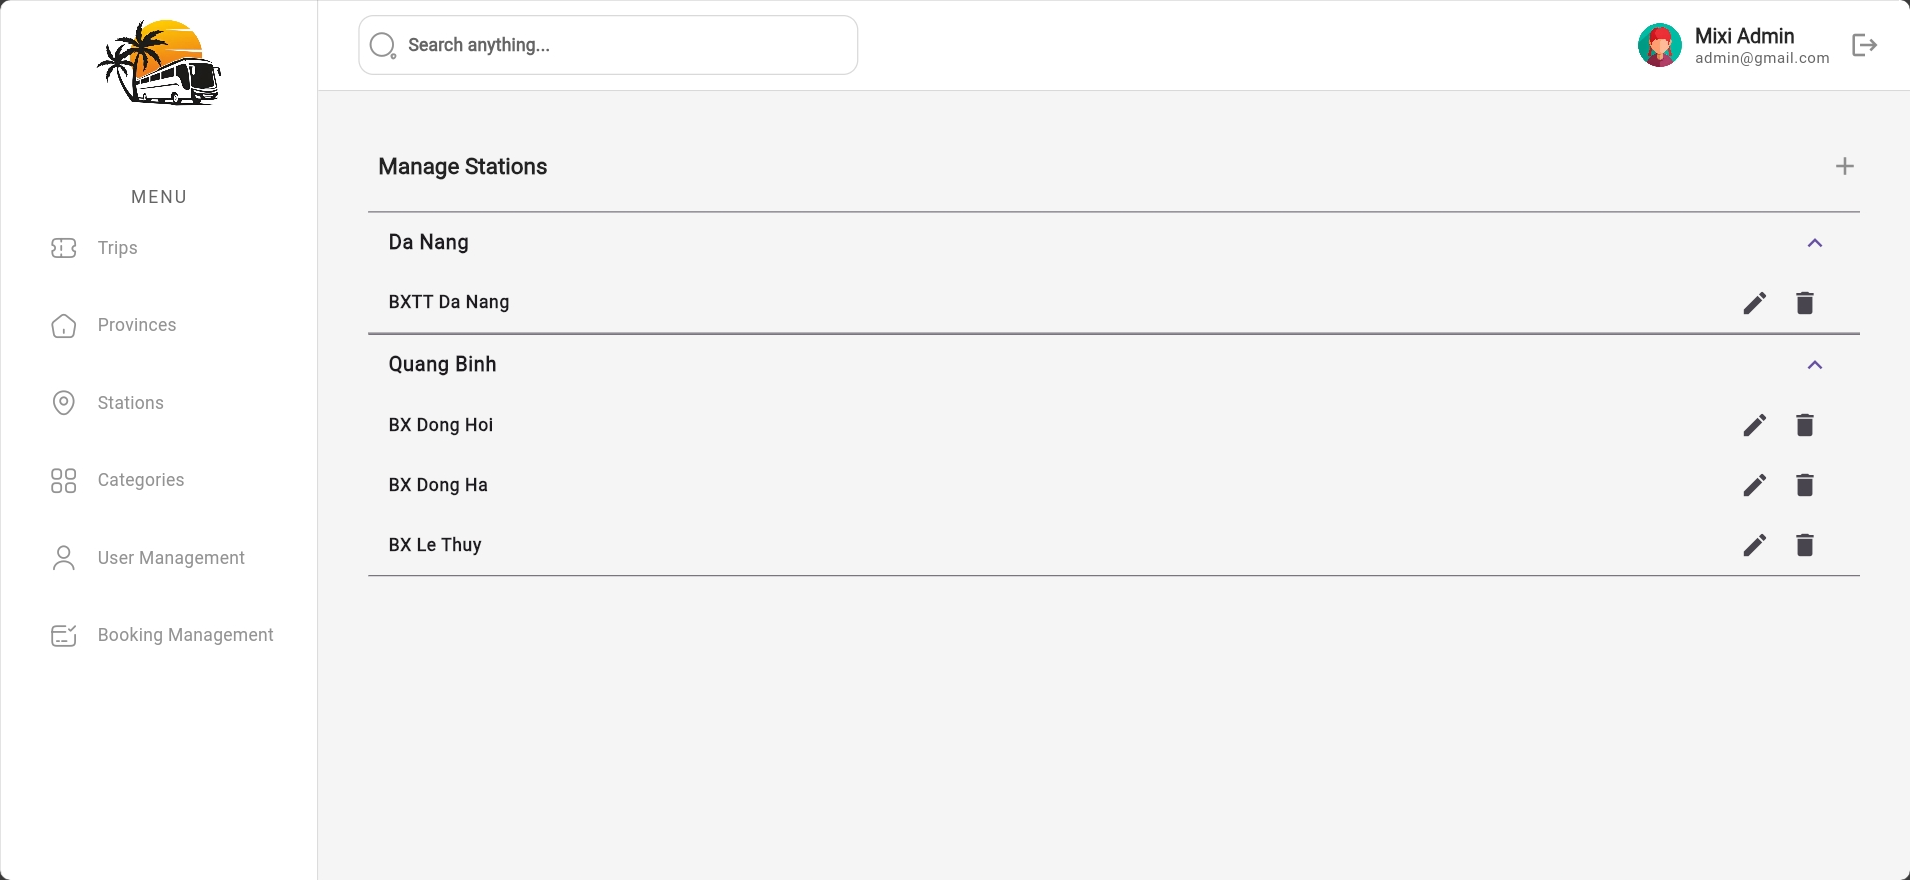 Search anything...
Mixi Admin
admin@gmail.com
MENU
Trips
Provinces
Stations
Categories
User Management
Booking Management
Manage Stations
Da Nang
BXTT Da Nang
Quang Binh
BX Dong Hoi
BX Dong Ha
BX Le Thuy